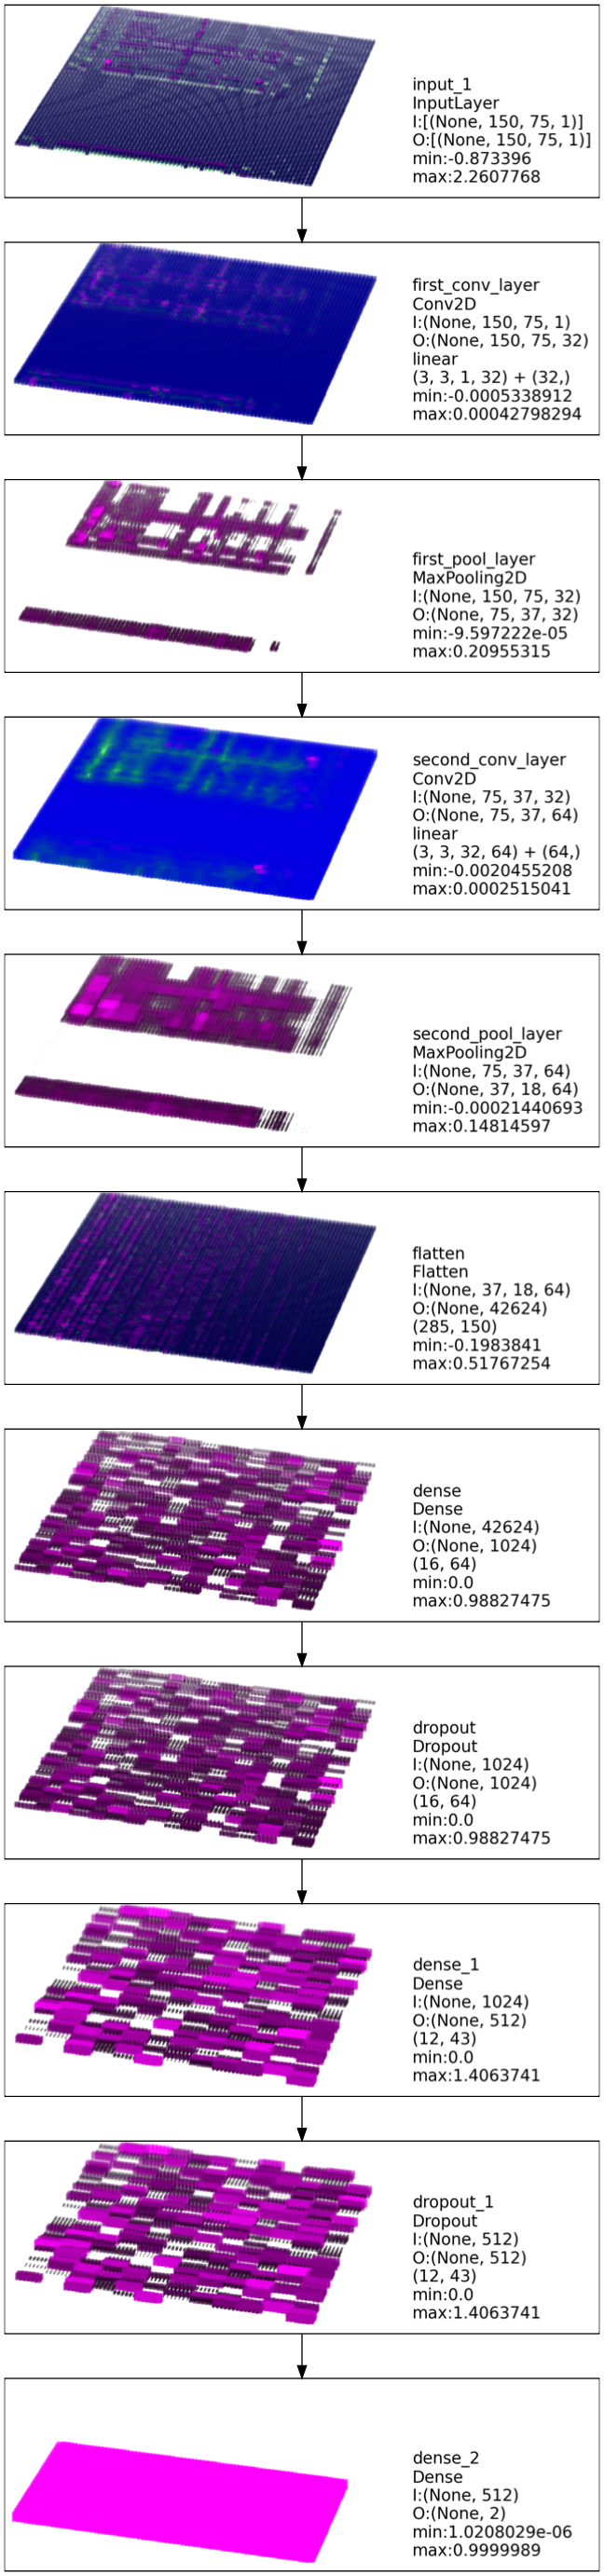 input_1
InputLayer
I:[(None, 150, 75, 1)]
O:[(None, 150, 75, 1)]
min:-0.873396
max:2.2607768
first_conv_layer
Conv2D
I:(None, 150, 75, 1)
O:(None, 150, 75, 32)
linear
(3, 3, 1, 32) + (32,)
min:-0.0005338912
max:0.00042798294
first_pool_layer
MaxPooling2D
I:(None, 150, 75, 32)
O:(None, 75, 37, 32)
min:-9.597222e-05
max:0.20955315
second_conv_layer
Conv2D
I:(None, 75, 37, 32)
O:(None, 75, 37, 64)
linear
(3, 3, 32, 64) + (64,)
min:-0.0020455208
max:0.0002515041
second_pool_layer
MaxPooling2D
I:(None, 75, 37, 64)
O:(None, 37, 18, 64)
min:-0.00021440693
max:0.14814597
flatten
Flatten
I:(None, 37, 18, 64)
O:(None, 42624)
(285, 150)
min:-0.1983841
max:0.51767254
dense
Dense
I:(None, 42624)
O:(None, 1024)
(16, 64)
min:0.0
max:0.98827475
dropout
Dropout
I:(None, 1024)
O:(None, 1024)
(16, 64)
min:0.0
max:0.98827475
dense_1
Dense
I:(None, 1024)
O:(None, 512)
(12, 43)
min:0.0
max:1.4063741
dropout_1
Dropout
I:(None, 512)
O:(None, 512)
(12, 43)
min:0.0
max:1.4063741
dense_2
Dense
I:(None, 512)
O:(None, 2)
min:1.0208029e-06
max:0.9999989